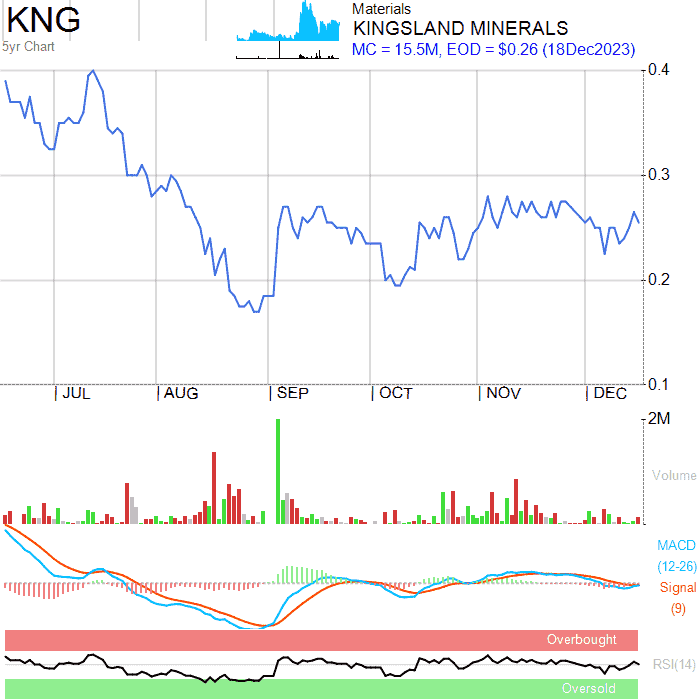 KNG
5yr Chart
Materials
KINGSLAND MINERALS
MC = 15.5M, EOD = $0.26 (18Dec2023)
0.4
0.3
0.2
0.1
JUL AUG SEP OCT NOV DEC
2M
Volume
MACD
(12-26)
Signal
(9)
Overbought
RSI(14)
Oversold